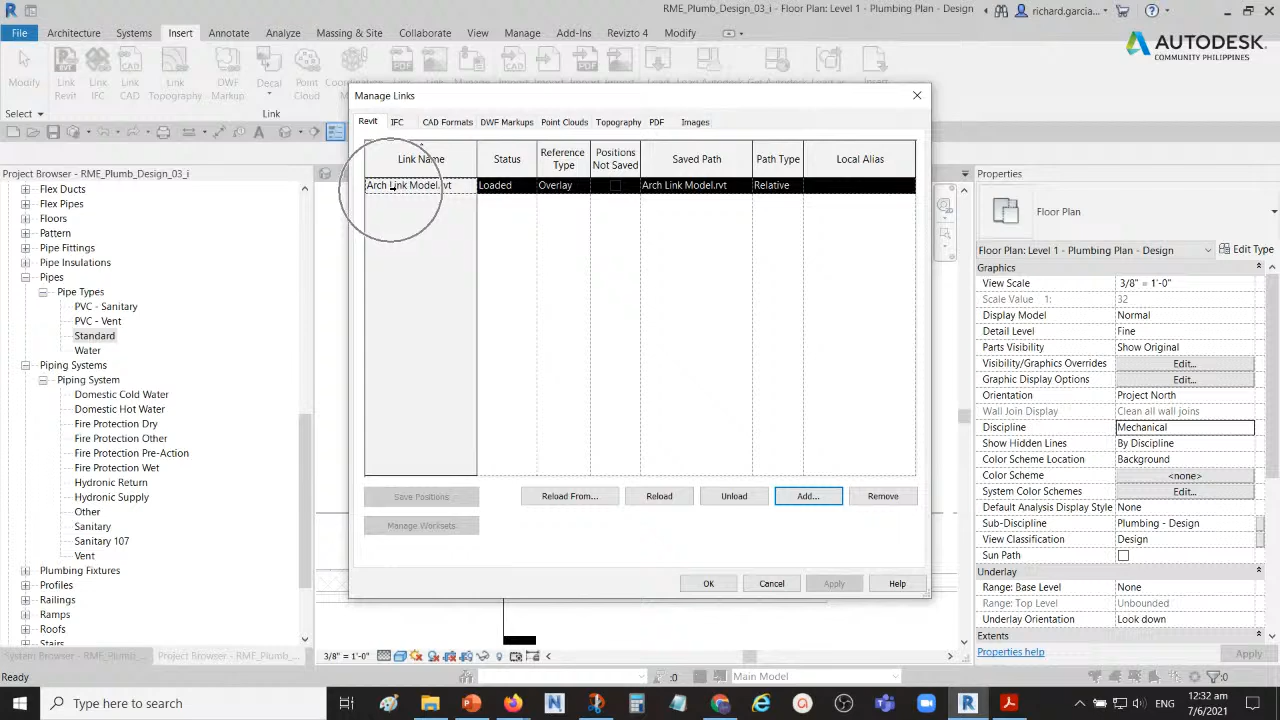 RME_Plumb_Design_03_i - Floor Plan: Level 1 - Plumbing Plan - Design
richard.garcia...
File Architecture Systems Insert Annotate Analyze Massing & Site Collaborate View Manage Add-Ins Revizto 4 Modify
AUTODESK.
COMMUNITY PHILIPPINES
Modify
Link Revit
Link IFC
Link CAD
Link Topography
DWF Markup
Decal
Point Cloud
Select
Link
Manage Links
Revit IFC CAD Formats DWF Markups Point Clouds Topography PDF Images
Link Name Status Reference Type Positions Not Saved Saved Path Path Type Local Alias
Arch Link Model.rvt Loaded Overlay Arch Link Model.rvt Relative
Save Positions Reload From... Reload Unload Add... Remove
Manage Worksets
OK Cancel Apply Help
Project Browser - RME_Plumb_Design_03_i
Flex Ducts
Flex Pipes
Floors
Pattern
Pipe Fittings
Pipe Insulations
Pipes
Pipe Types
PVC - Sanitary
PVC - Vent
Standard
Water
Piping Systems
Piping System
Domestic Cold Water
Domestic Hot Water
Fire Protection Dry
Fire Protection Other
Fire Protection Pre-Action
Fire Protection Wet
Hydronic Return
Hydronic Supply
Other
Sanitary
Sanitary 107
Vent
Plumbing Fixtures
Profiles
Railings
Ramps
Roofs
Stairs
System Browser - RME_Plumb_... Project Browser - RME_Plumb_...
Properties
Floor Plan
Floor Plan: Level 1 - Plumbing Plan - Design Edit Type
Graphics
View Scale 3/8" = 1'-0"
Scale Value 1: 32
Display Model Normal
Detail Level Fine
Parts Visibility Show Original
Visibility/Graphics Overrides Edit...
Graphic Display Options Edit...
Orientation Project North
Wall Join Display Clean all wall joins
Discipline Mechanical
Show Hidden Lines By Discipline
Color Scheme Location Background
Color Scheme <none>
System Color Schemes Edit...
Default Analysis Display Style None
Sub-Discipline Plumbing - Design
View Classification Design
Sun Path
Underlay
Range: Base Level None
Range: Top Level Unbounded
Underlay Orientation Look down
Extents
Properties help Apply
3/8" = 1'-0"
Ready :0 Main Model :0
Type here to search
ENG
12:32 am
7/6/2021